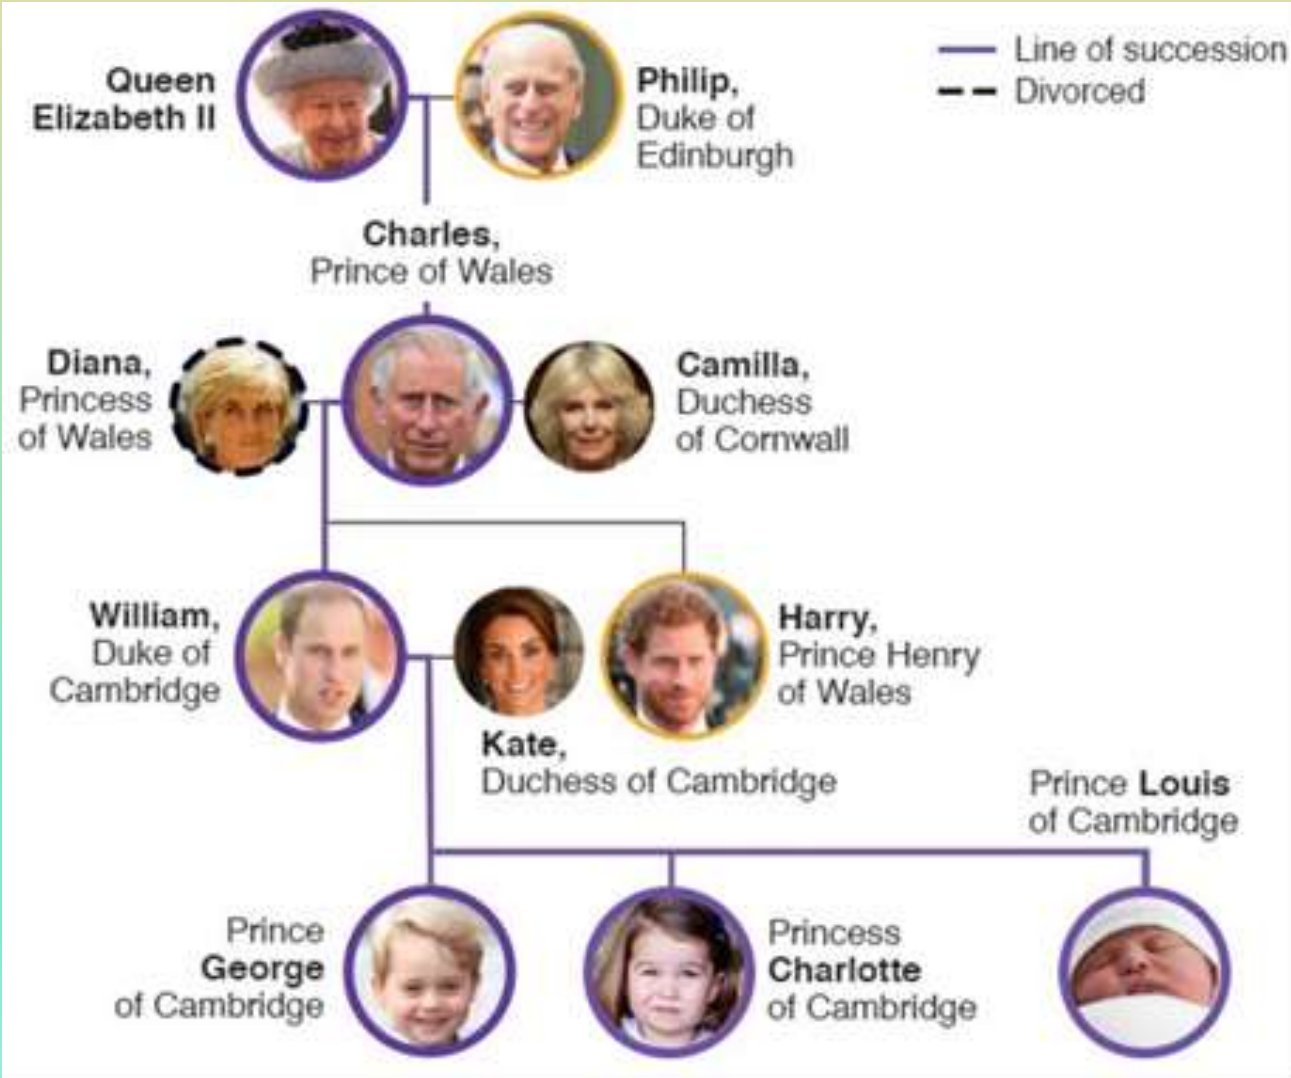 Queen
Elizabeth II
Philip,
Duke of
Edinburgh
Line of succession
Divorced
Charles,
Prince of Wales
Diana,
Princess
of Wales
Camilla,
Duchess
of Cornwall
William,
Duke of
Cambridge
Kate,
Duchess of Cambridge
Harry,
Prince Henry
of Wales
Prince Louis
of Cambridge
Prince
George
of Cambridge
Princess
Charlotte
of Cambridge